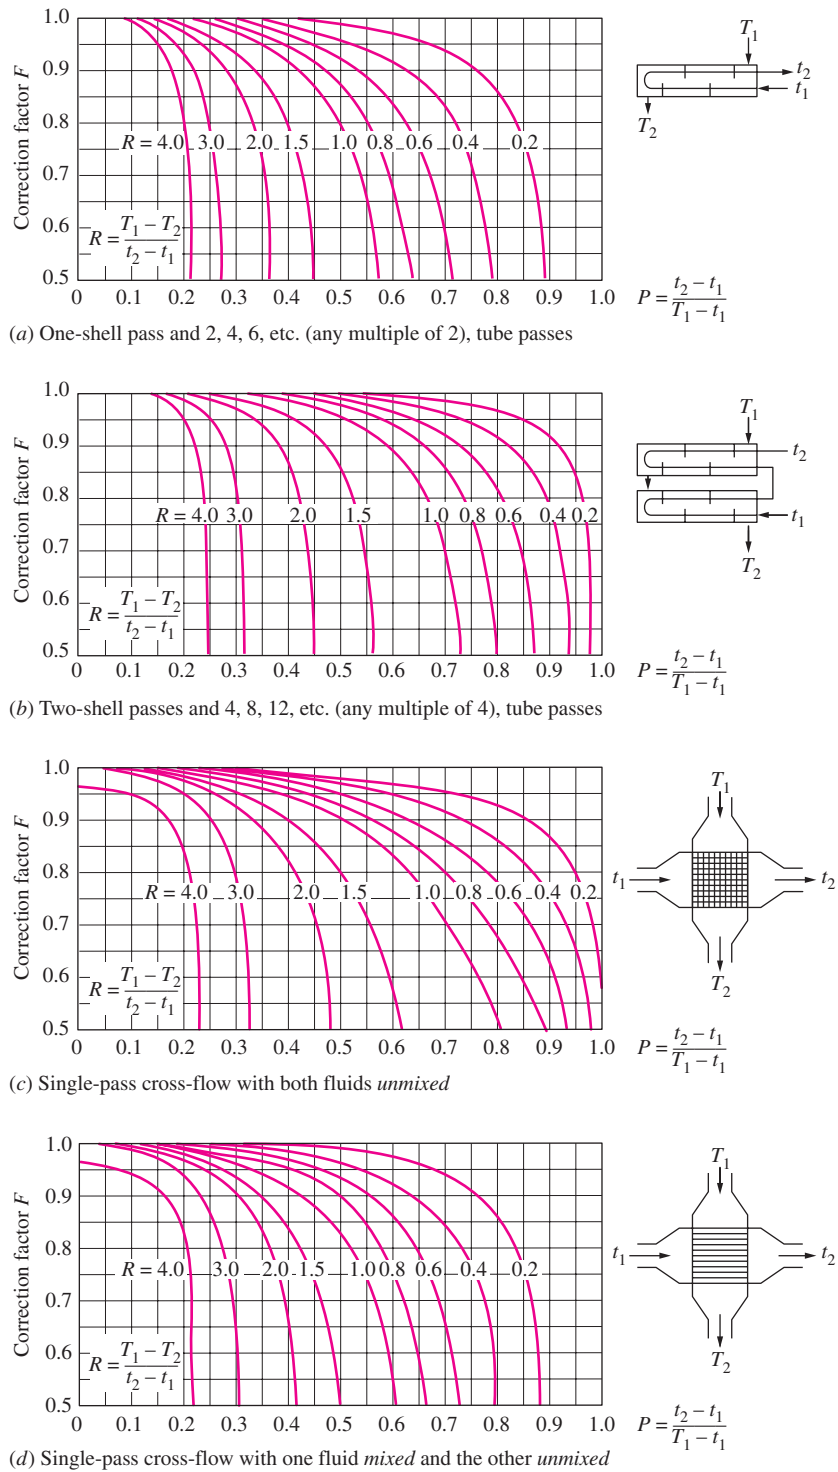 Correction factor F
1.0
0.9
0.8
0.7
0.6
0.5
R = 4.0 3.0 2.0 1.5 1.0 0.8 0.6 0.4 0.2
R = T1 − T2 / t2 − t1
0 0.1 0.2 0.3 0.4 0.5 0.6 0.7 0.8 0.9 1.0
T1
t2
t1
T2
P = t2 − t1 / T1 − t1
(a) One-shell pass and 2, 4, 6, etc. (any multiple of 2), tube passes
Correction factor F
1.0
0.9
0.8
0.7
0.6
0.5
R = 4.0 3.0 2.0 1.5 1.0 0.8 0.6 0.4 0.2
R = T1 − T2 / t2 − t1
0 0.1 0.2 0.3 0.4 0.5 0.6 0.7 0.8 0.9 1.0
T1
t2
t1
T2
P = t2 − t1 / T1 − t1
(b) Two-shell passes and 4, 8, 12, etc. (any multiple of 4), tube passes
Correction factor F
1.0
0.9
0.8
0.7
0.6
0.5
R = 4.0 3.0 2.0 1.5 1.0 0.8 0.6 0.4 0.2
R = T1 − T2 / t2 − t1
0 0.1 0.2 0.3 0.4 0.5 0.6 0.7 0.8 0.9 1.0
T1
t1 t2
T2
P = t2 − t1 / T1 − t1
(c) Single-pass cross-flow with both fluids unmixed
Correction factor F
1.0
0.9
0.8
0.7
0.6
0.5
R = 4.0 3.0 2.0 1.5 1.0 0.8 0.6 0.4 0.2
R = T1 − T2 / t2 − t1
0 0.1 0.2 0.3 0.4 0.5 0.6 0.7 0.8 0.9 1.0
T1
t1 t2
T2
P = t2 − t1 / T1 − t1
(d) Single-pass cross-flow with one fluid mixed and the other unmixed